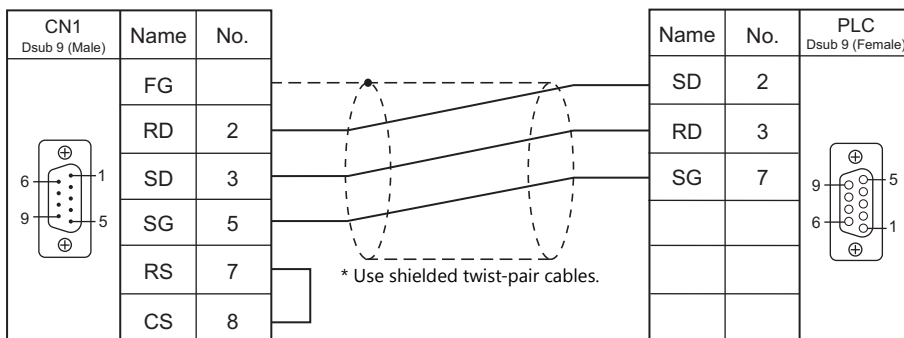 CN1
Dsub 9 (Male)
Name No.
FG
RD 2
SD 3
SG 5
RS 7
CS 8
6
1
9
5
* Use shielded twist-pair cables.
Name No.
PLC
Dsub 9 (Female)
SD 2
RD 3
SG 7
9
5
6
1